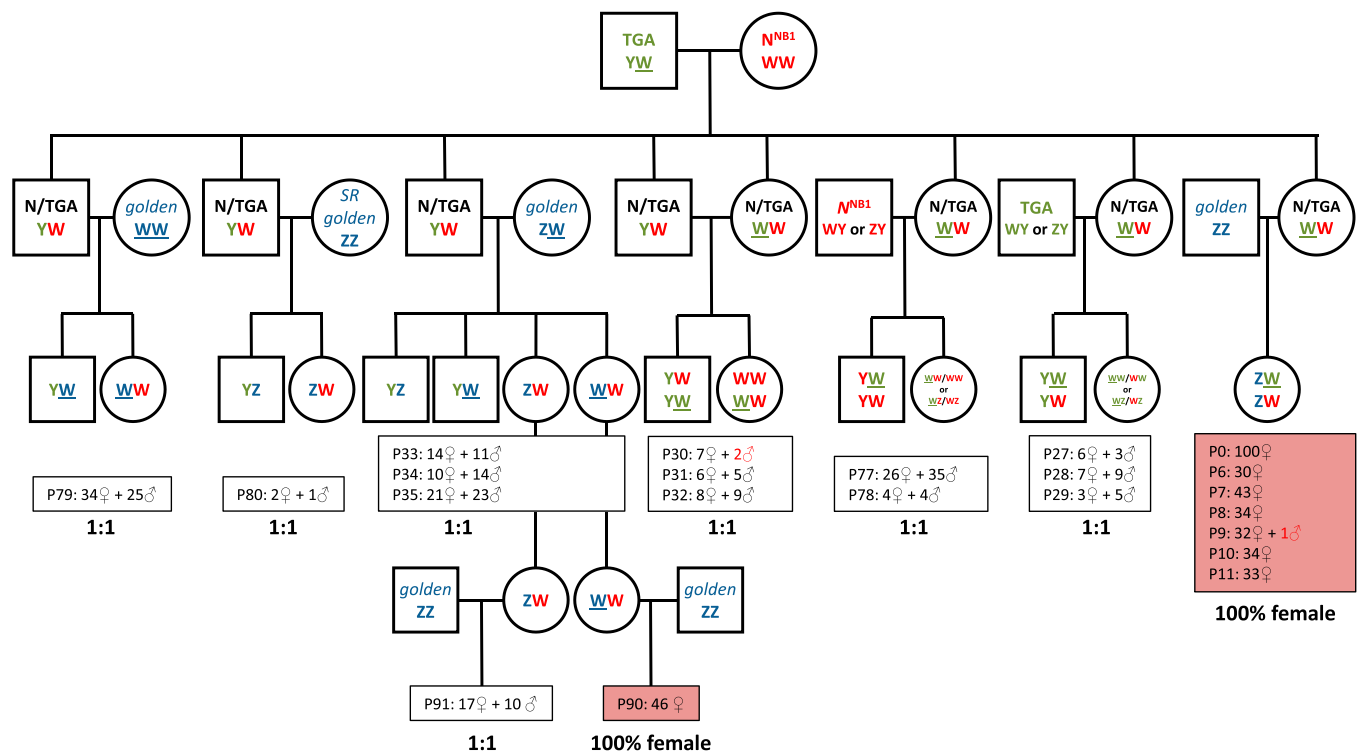 TGA
YW
N^NB1
WW
N/TGA
YW
golden
WW
N/TGA
YW
SR
golden
ZZ
N/TGA
YW
golden
ZW
N/TGA
YW
N/TGA
WW
N^NB1
WY or ZY
N/TGA
WW
TGA
WY or ZY
N/TGA
WW
golden
ZZ
N/TGA
WW
YW
WW
YZ
ZW
YZ
YW
ZW
WW
YW
YW
WW
WW
YW
YW
WW/WW
or
WZ/WZ
YW
YW
WW/WW
or
WZ/WZ
ZW
ZW
P79: 34♀ + 25♂
1:1
P80: 2♀ + 1♂
1:1
P33: 14♀ + 11♂
P34: 10♀ + 14♂
P35: 21♀ + 23♂
1:1
P30: 7♀ + 2♂
P31: 6♀ + 5♂
P32: 8♀ + 9♂
1:1
P77: 26♀ + 35♂
P78: 4♀ + 4♂
1:1
P27: 6♀ + 3♂
P28: 7♀ + 9♂
P29: 3♀ + 5♂
1:1
P0: 100♀
P6: 30♀
P7: 43♀
P8: 34♀
P9: 32♀ + 1♂
P10: 34♀
P11: 33♀
100% female
golden
ZZ
ZW
WW
golden
ZZ
P91: 17♀ + 10 ♂
1:1
P90: 46 ♀
100% female